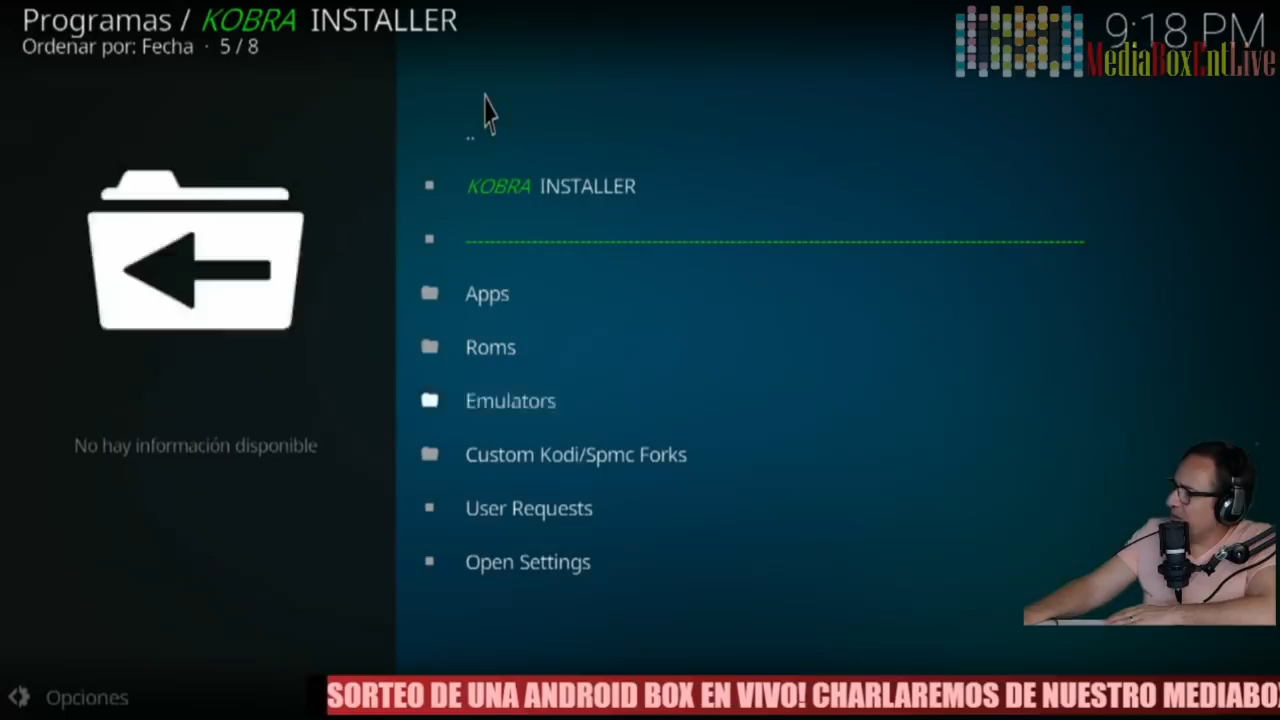 Programas / KOBRA INSTALLER
Ordenar por: Fecha · 5 / 8
9:18 PM
MediaBoxEntLive
..
KOBRA INSTALLER
Apps
Roms
Emulators
Custom Kodi/Spmc Forks
User Requests
Open Settings
No hay información disponible
Opciones
SORTEO DE UNA ANDROID BOX EN VIVO! CHARLAREMOS DE NUESTRO MEDIABO